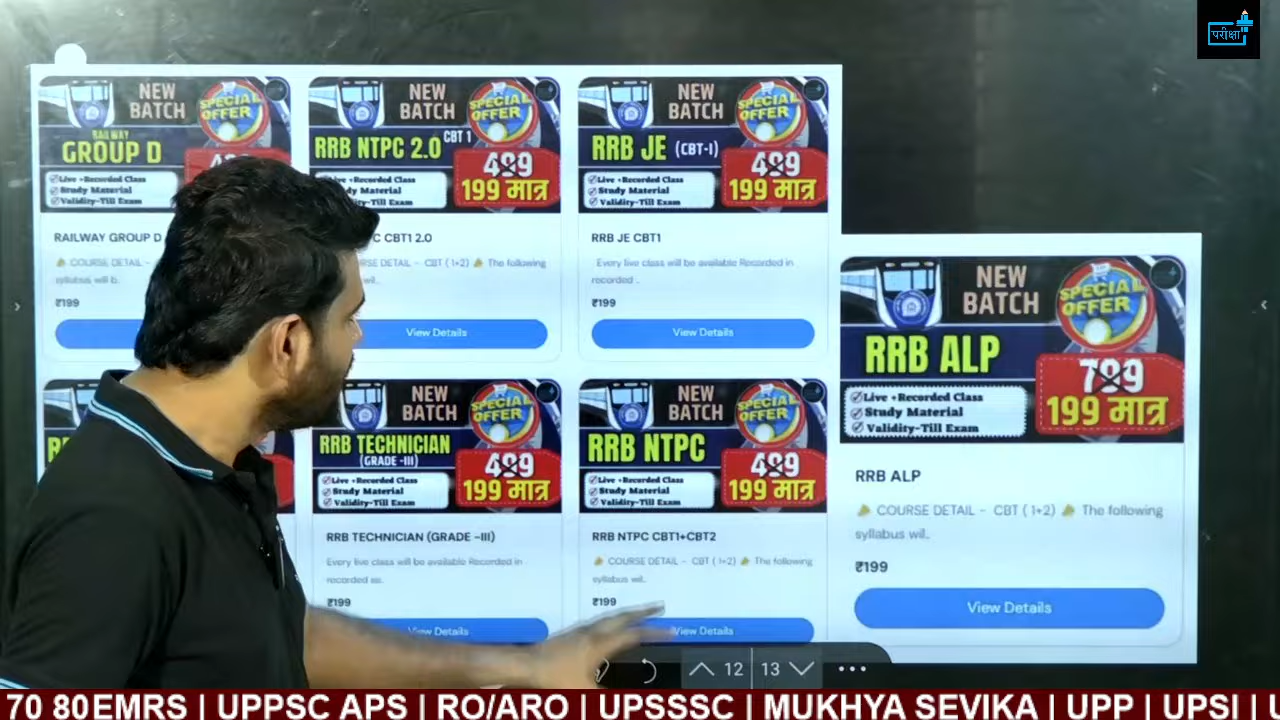 परीक्षा
NEW
BATCH
SPECIAL
OFFER
RAILWAY
GROUP D
Live +Recorded Class
Study Material
Validity-Till Exam
RAILWAY GROUP D
COURSE DETAIL -
syllabus will b..
₹199
NEW
BATCH
SPECIAL
OFFER
RRB NTPC 2.0 CBT 1
499
199 मात्र
CBT1 2.0
COURSE DETAIL - CBT ( 1+2) The following
View Details
NEW
BATCH
SPECIAL
OFFER
RRB JE (CBT-I)
499
199 मात्र
Live +Recorded Class
Study Material
Validity-Till Exam
RRB JE CBT1
Every live class will be available Recorded in
recorded ..
₹199
View Details
NEW
BATCH
SPECIAL
OFFER
RRB TECHNICIAN
(GRADE -III)
499
199 मात्र
Live +Recorded Class
Study Material
Validity-Till Exam
RRB TECHNICIAN (GRADE -III)
Every live class will be available Recorded in
recorded as..
₹199
View Details
NEW
BATCH
SPECIAL
OFFER
RRB NTPC
499
199 मात्र
Live +Recorded Class
Study Material
Validity-Till Exam
RRB NTPC CBT1+CBT2
COURSE DETAIL - CBT ( 1+2) The following
syllabus wil..
₹199
View Details
NEW
BATCH
SPECIAL
OFFER
RRB ALP
799
199 मात्र
Live +Recorded Class
Study Material
Validity-Till Exam
RRB ALP
COURSE DETAIL - CBT ( 1+2) The following
syllabus wil..
₹199
View Details
12 13
70 80 EMRS | UPPSC APS | RO/ARO | UPSSSC | MUKHYA SEVIKA | UPP | UPSI |